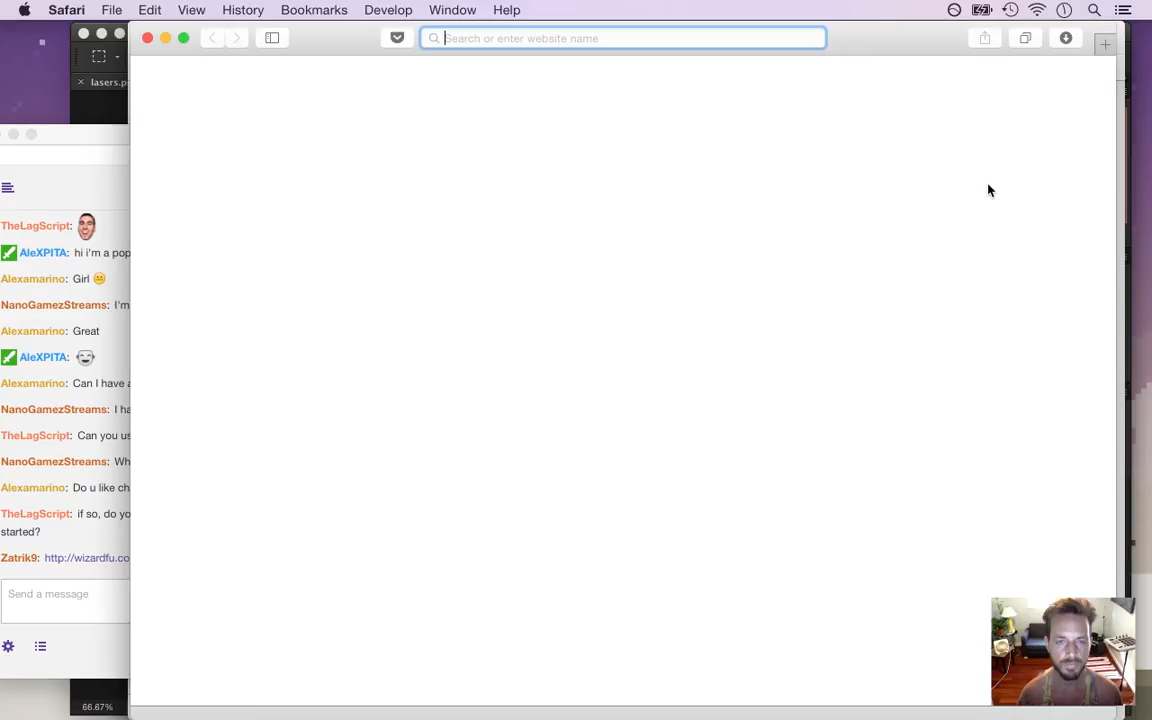 Safari File Edit View History Bookmarks Develop Window Help
Search or enter website name
lasers.p
TheLagScript:
AleXPITA: hi i'm a pop
Alexamarino: Girl
NanoGamezStreams: I'm
Alexamarino: Great
AleXPITA:
Alexamarino: Can I have a
NanoGamezStreams: I ha
TheLagScript: Can you us
NanoGamezStreams: Wh
Alexamarino: Do u like ch
TheLagScript: if so, do yo
started?
Zatrik9: http://wizardfu.co
Send a message
66.67%